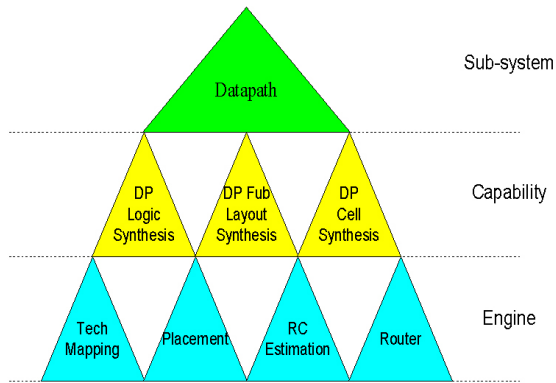 Sub-system
Datapath
DP
Logic
Synthesis
DP Fub
Layout
Synthesis
DP
Cell
Synthesis
Capability
Tech
Mapping
Placement
RC
Estimation
Router
Engine